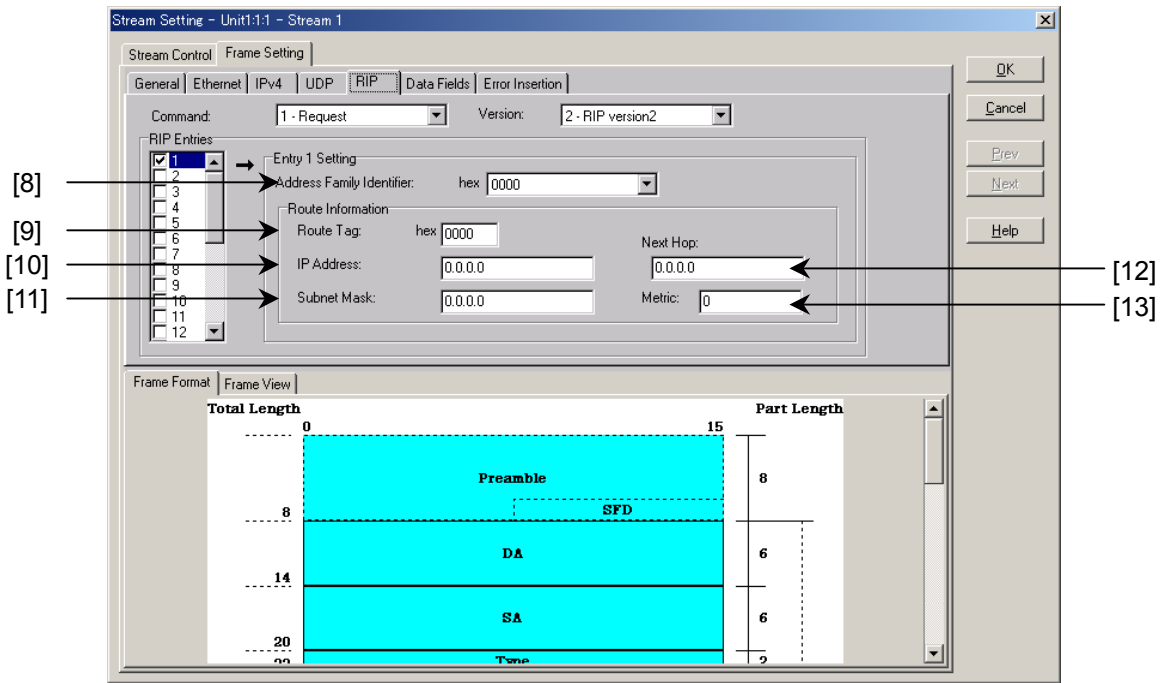 Stream Setting - Unit1:1:1 - Stream 1
Stream Control Frame Setting
OK
General Ethernet IPv4 UDP RIP Data Fields Error Insertion
Cancel
Command: 1 - Request Version: 2 - RIP version2
RIP Entries
Prev
1 Entry 1 Setting
[8] 2 Address Family Identifier: hex 0000 Next
3
4 Route Information
[9] 5 Route Tag: hex 0000 Help
6 Next Hop:
7
[10] 8 IP Address: 0.0.0.0 0.0.0.0 [12]
9
[11] 10 Subnet Mask: 0.0.0.0 Metric: 0 [13]
11
12
Frame Format Frame View
Total Length Part Length
0 15
Preamble 8
8 SFD
DA 6
14
SA 6
20
22 Type 2